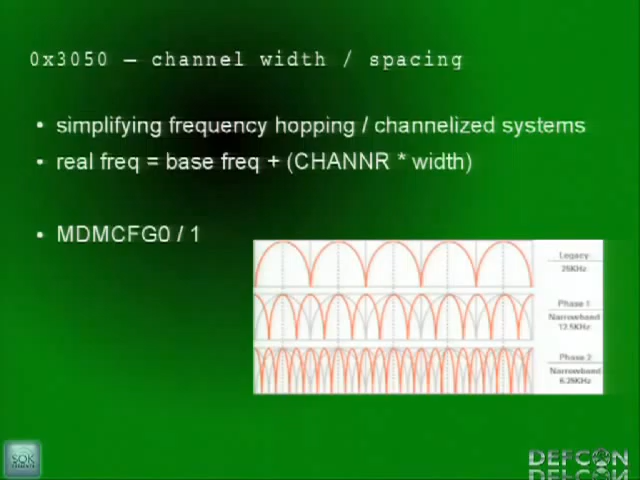 0x3050 – channel width / spacing
• simplifying frequency hopping / channelized systems
• real freq = base freq + (CHANNR * width)
• MDMCFG0 / 1
Legacy
25KHz
Phase 1
Narrowband
12.5KHz
Phase 2
Narrowband
6.25KHz
SQK
DEFCON